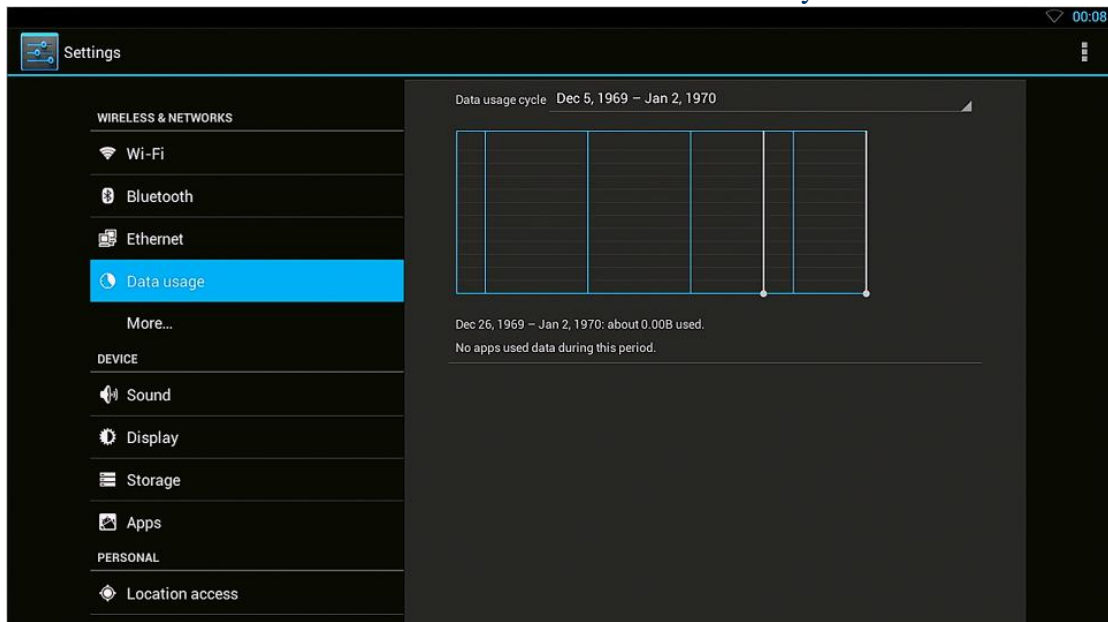 00:08
Settings
WIRELESS & NETWORKS
Wi-Fi
Bluetooth
Ethernet
Data usage
More...
DEVICE
Sound
Display
Storage
Apps
PERSONAL
Location access
Data usage cycle Dec 5, 1969 – Jan 2, 1970
Dec 26, 1969 – Jan 2, 1970: about 0.00B used.
No apps used data during this period.